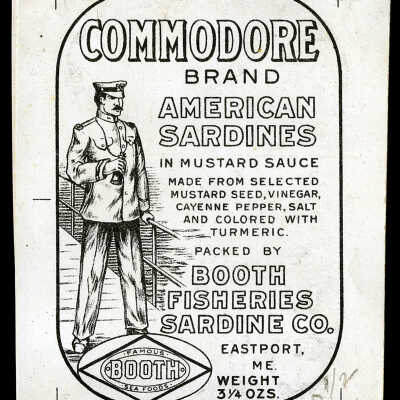 COMMODORE
BRAND
AMERICAN
SARDINES
IN MUSTARD SAUCE
MADE FROM SELECTED
MUSTARD SEED, VINEGAR,
CAYENNE PEPPER, SALT
AND COLORED WITH
TURMERIC.
PACKED BY
BOOTH
FISHERIES
SARDINE CO.
EASTPORT,
ME.
WEIGHT
3¼ OZS.
FAMOUS
BOOTH
SEA FOODS